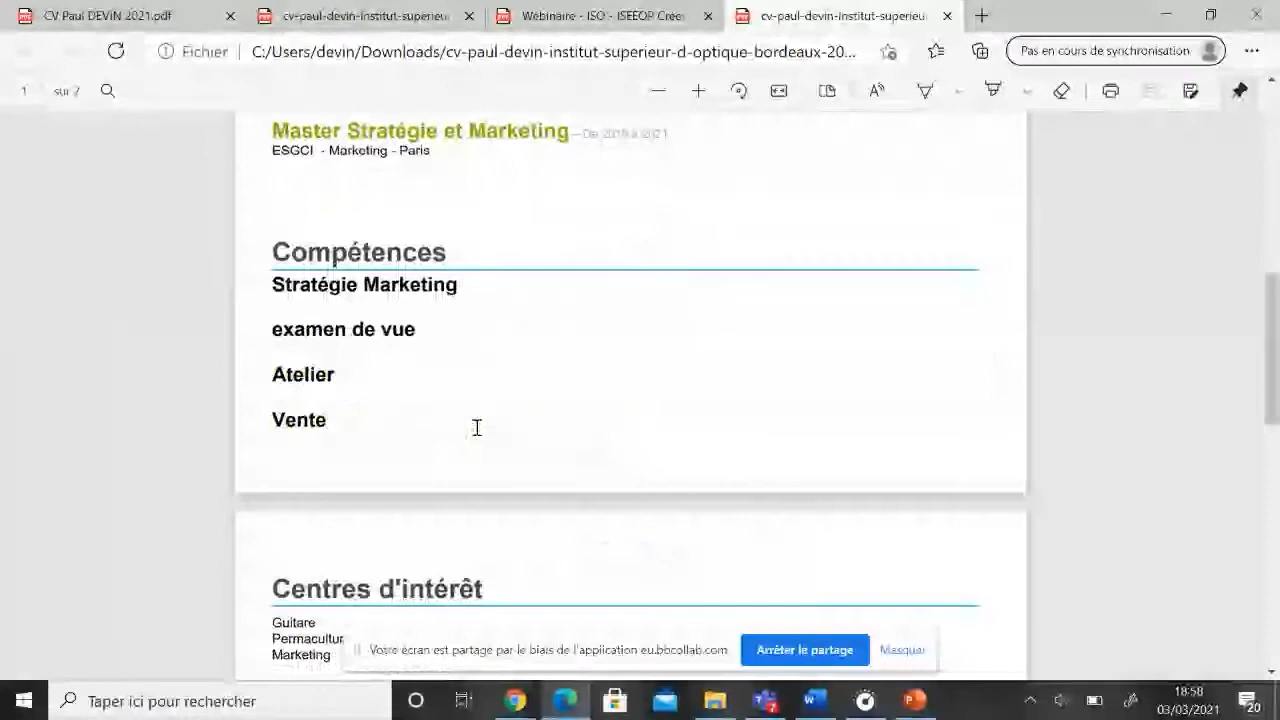 CV Paul DEVIN 2021.pdf
cv-paul-devin-institut-superieur
Webinaire - ISO - ISEEOP Créer
cv-paul-devin-institut-superieur
Fichier
C:/Users/devin/Downloads/cv-paul-devin-institut-superieur-d-optique-bordeaux-20...
Pas en cours de synchronisation
1 sur 2
Master Stratégie et Marketing
ESGCI - Marketing - Paris
Compétences
Stratégie Marketing
examen de vue
Atelier
Vente
Centres d'intérêt
Guitare
Permacultur
Marketing
Votre écran est partagé par le biais de l'application eu.bbcollab.com
Arrêter le partage
Masquer
Taper ici pour rechercher
18:58
03/03/2021
20